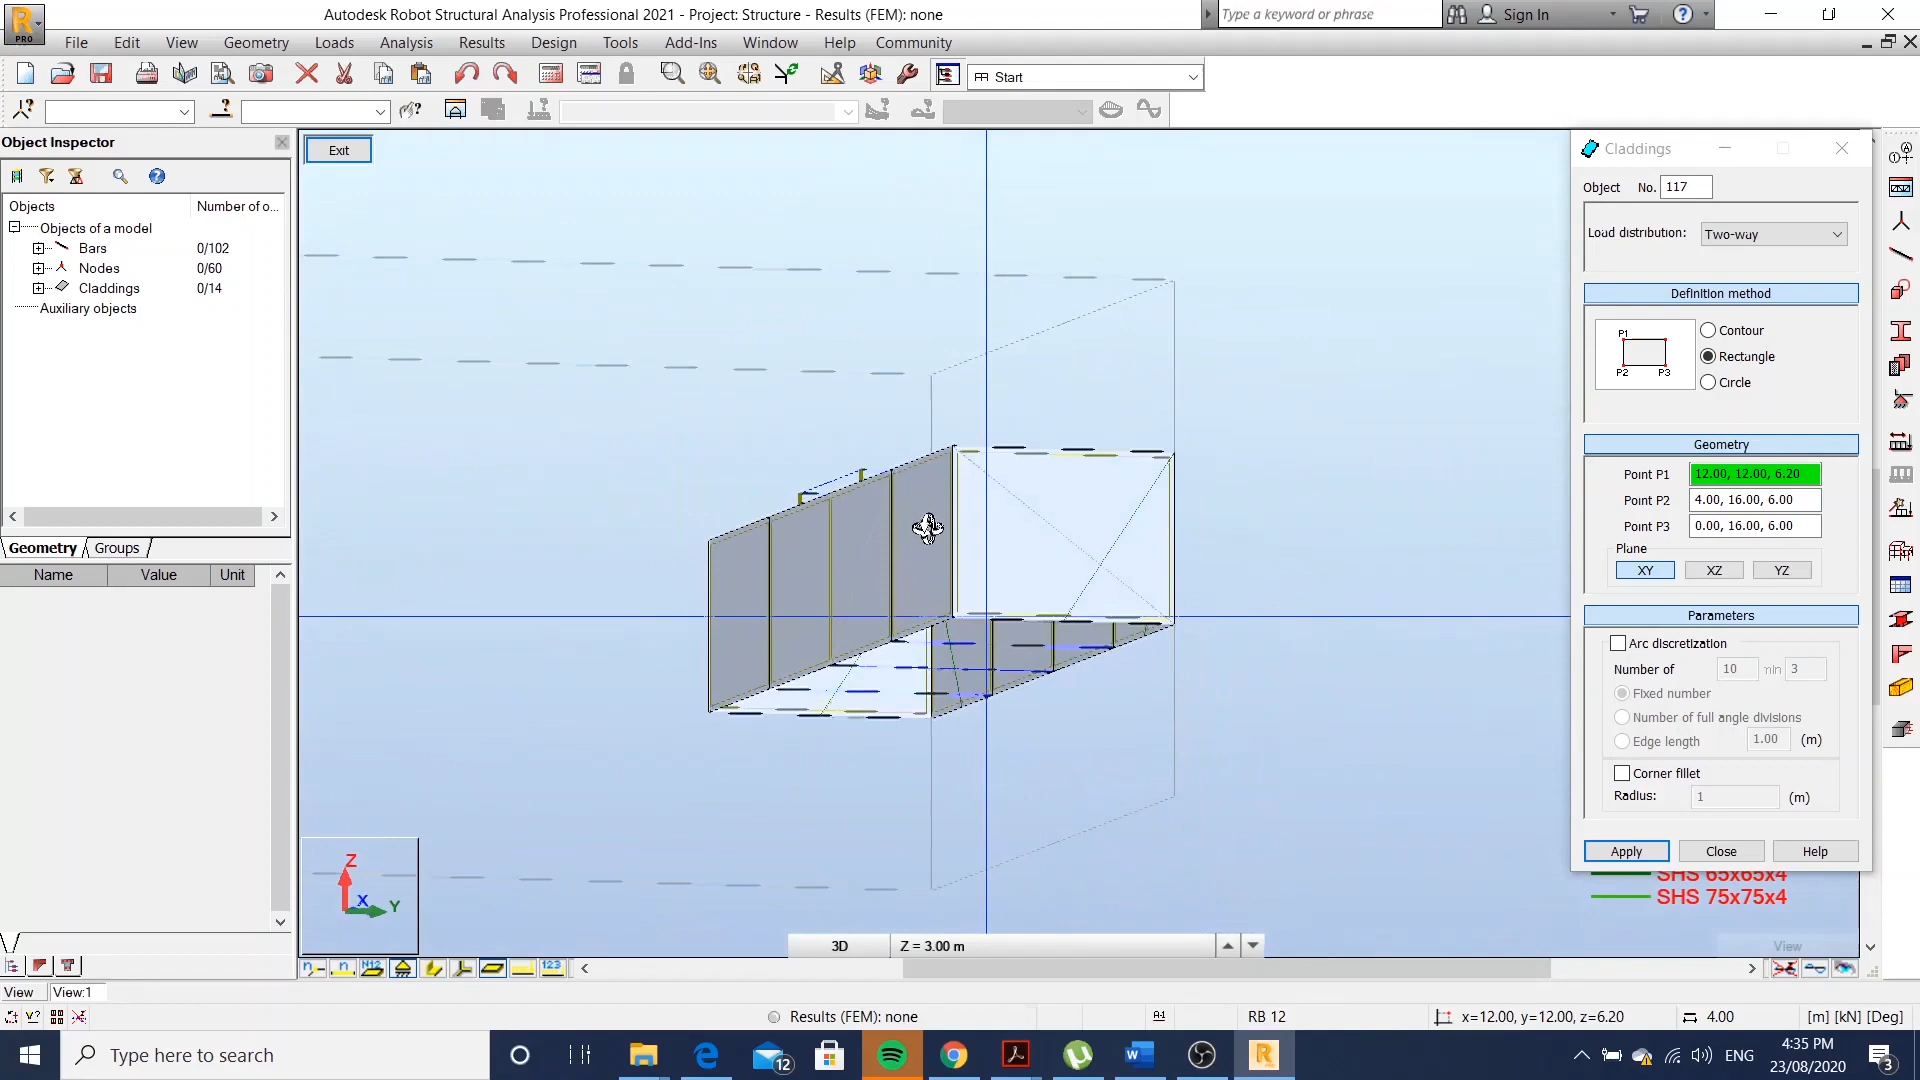 Autodesk Robot Structural Analysis Professional 2021 - Project: Structure - Results (FEM): none
Type a keyword or phrase
Sign In
PRO
File Edit View Geometry Loads Analysis Results Design Tools Add-Ins Window Help Community
Start
Object Inspector
Exit
Objects Number of o...
Objects of a model
Bars 0/102
Nodes 0/60
Claddings 0/14
Auxiliary objects
Geometry Groups
Name Value Unit
Claddings
Object No. 117
Load distribution: Two-way
Definition method
P1
P2 P3
Contour
Rectangle
Circle
Geometry
Point P1 12.00, 12.00, 6.20
Point P2 4.00, 16.00, 6.00
Point P3 0.00, 16.00, 6.00
Plane
XY XZ YZ
Parameters
Arc discretization
Number of 10 min 3
Fixed number
Number of full angle divisions
Edge length 1.00 (m)
Corner fillet
Radius: 1 (m)
Apply Close Help
SHS 65x65x4
SHS 75x75x4
Z
X
Y
3D Z = 3.00 m
View
N12
123
View View:1
Results (FEM): none
RB 12
x=12.00, y=12.00, z=6.20
4.00
[m] [kN] [Deg]
Type here to search
12
ENG
4:35 PM
23/08/2020
3